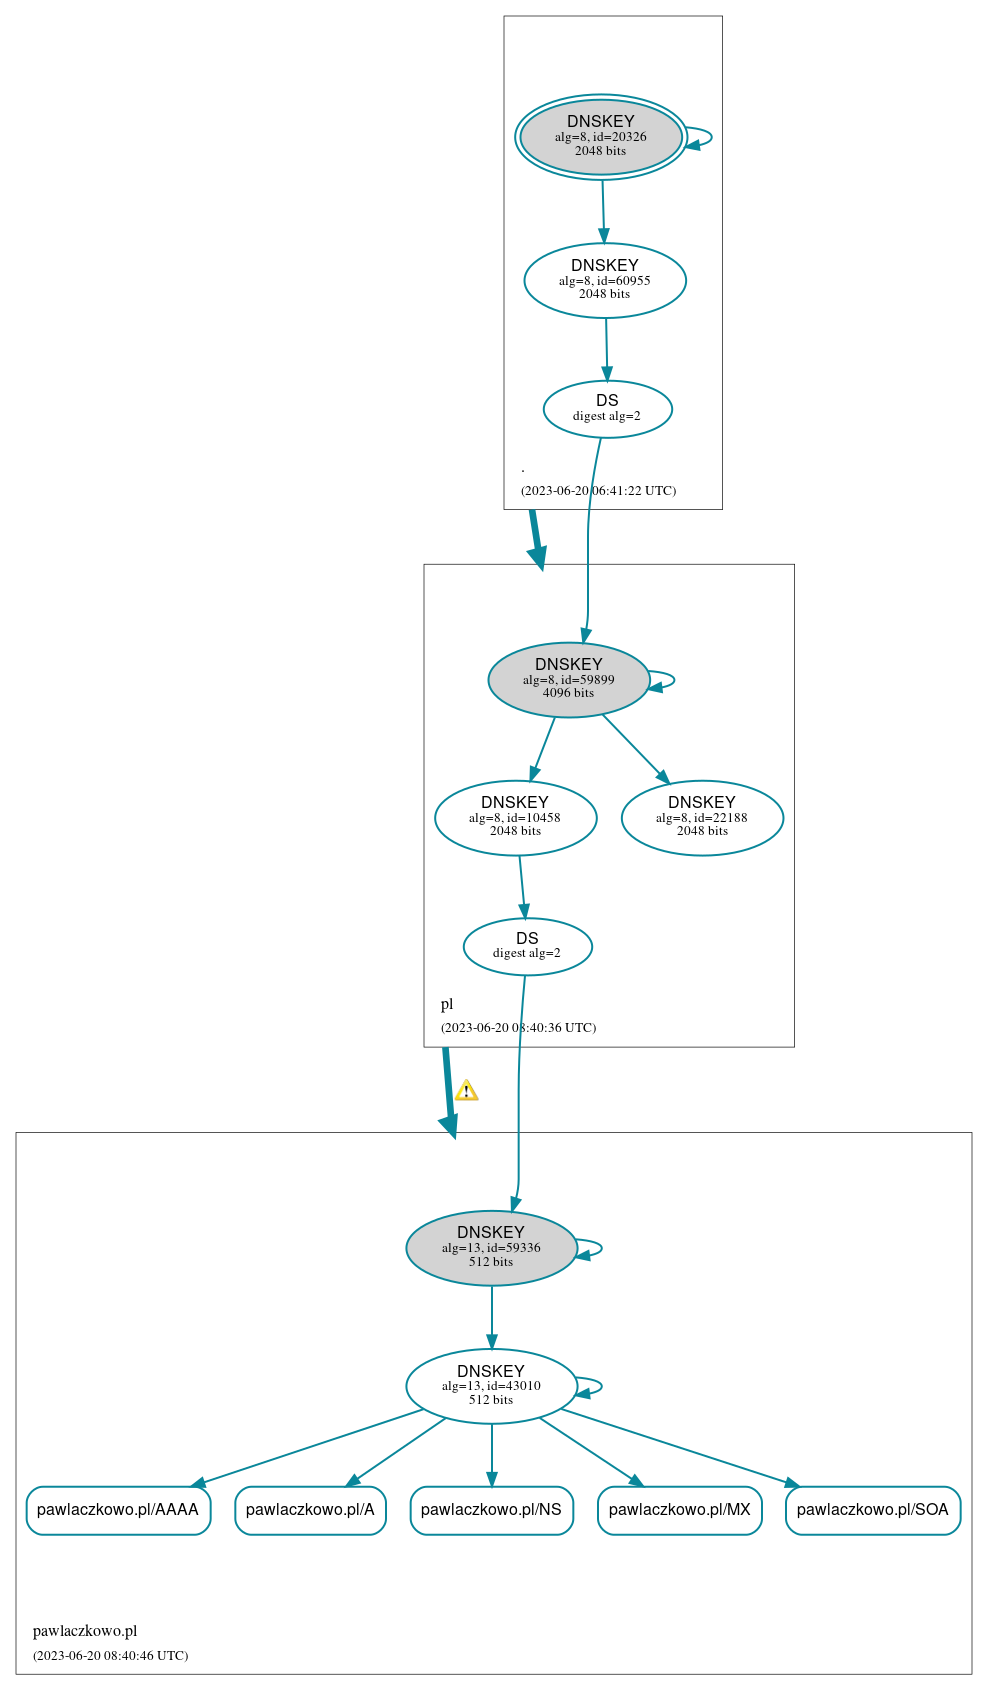 DNSKEY
alg=8, id=20326
2048 bits
DNSKEY
alg=8, id=60955
2048 bits
DS
digest alg=2
.
(2023-06-20 06:41:22 UTC)
DNSKEY
alg=8, id=59899
4096 bits
DNSKEY
alg=8, id=10458
2048 bits
DNSKEY
alg=8, id=22188
2048 bits
DS
digest alg=2
pl
(2023-06-20 08:40:36 UTC)
!
DNSKEY
alg=13, id=59336
512 bits
DNSKEY
alg=13, id=43010
512 bits
pawlaczkowo.pl/AAAA
pawlaczkowo.pl/A
pawlaczkowo.pl/NS
pawlaczkowo.pl/MX
pawlaczkowo.pl/SOA
pawlaczkowo.pl
(2023-06-20 08:40:46 UTC)